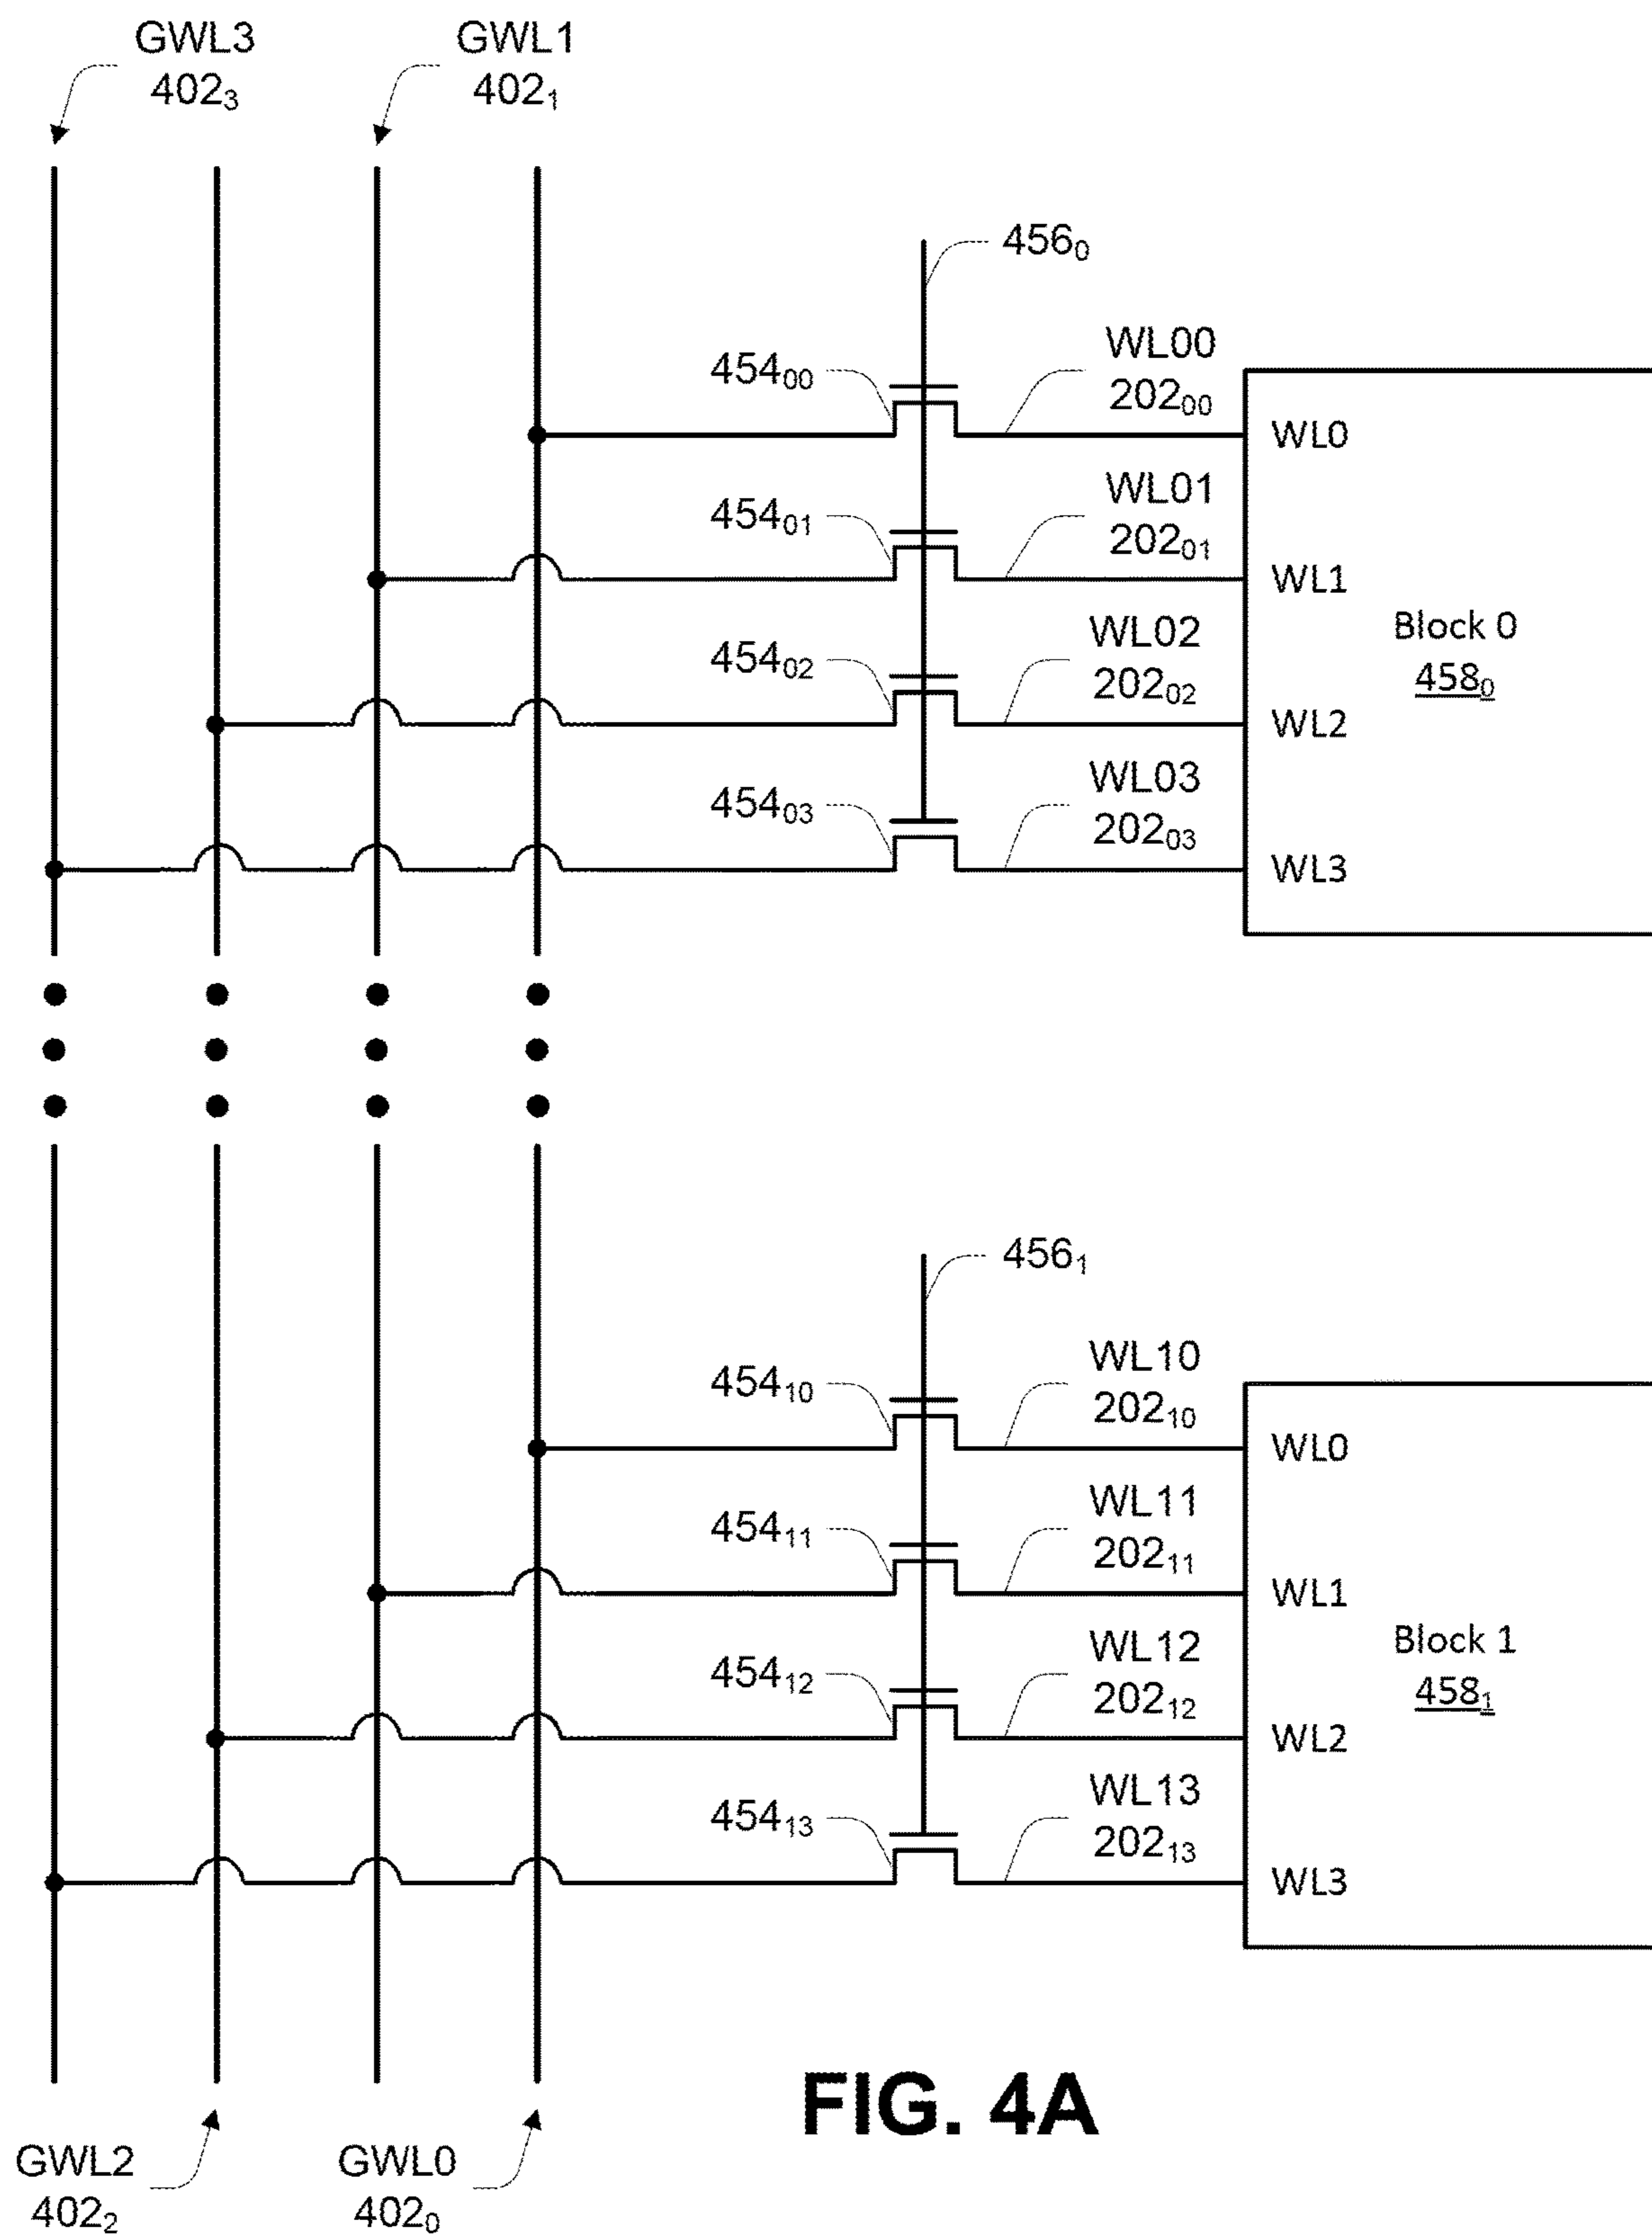 GWL3
402₃
GWL1
402₁
456₀
454₀₀
WL00
202₀₀
WL0
454₀₁
WL01
202₀₁
WL1
454₀₂
WL02
202₀₂
WL2
454₀₃
WL03
202₀₃
WL3
Block 0
458₀
456₁
454₁₀
WL10
202₁₀
WL0
454₁₁
WL11
202₁₁
WL1
454₁₂
WL12
202₁₂
WL2
454₁₃
WL13
202₁₃
WL3
Block 1
458₁
GWL2
402₂
GWL0
402₀
FIG. 4A